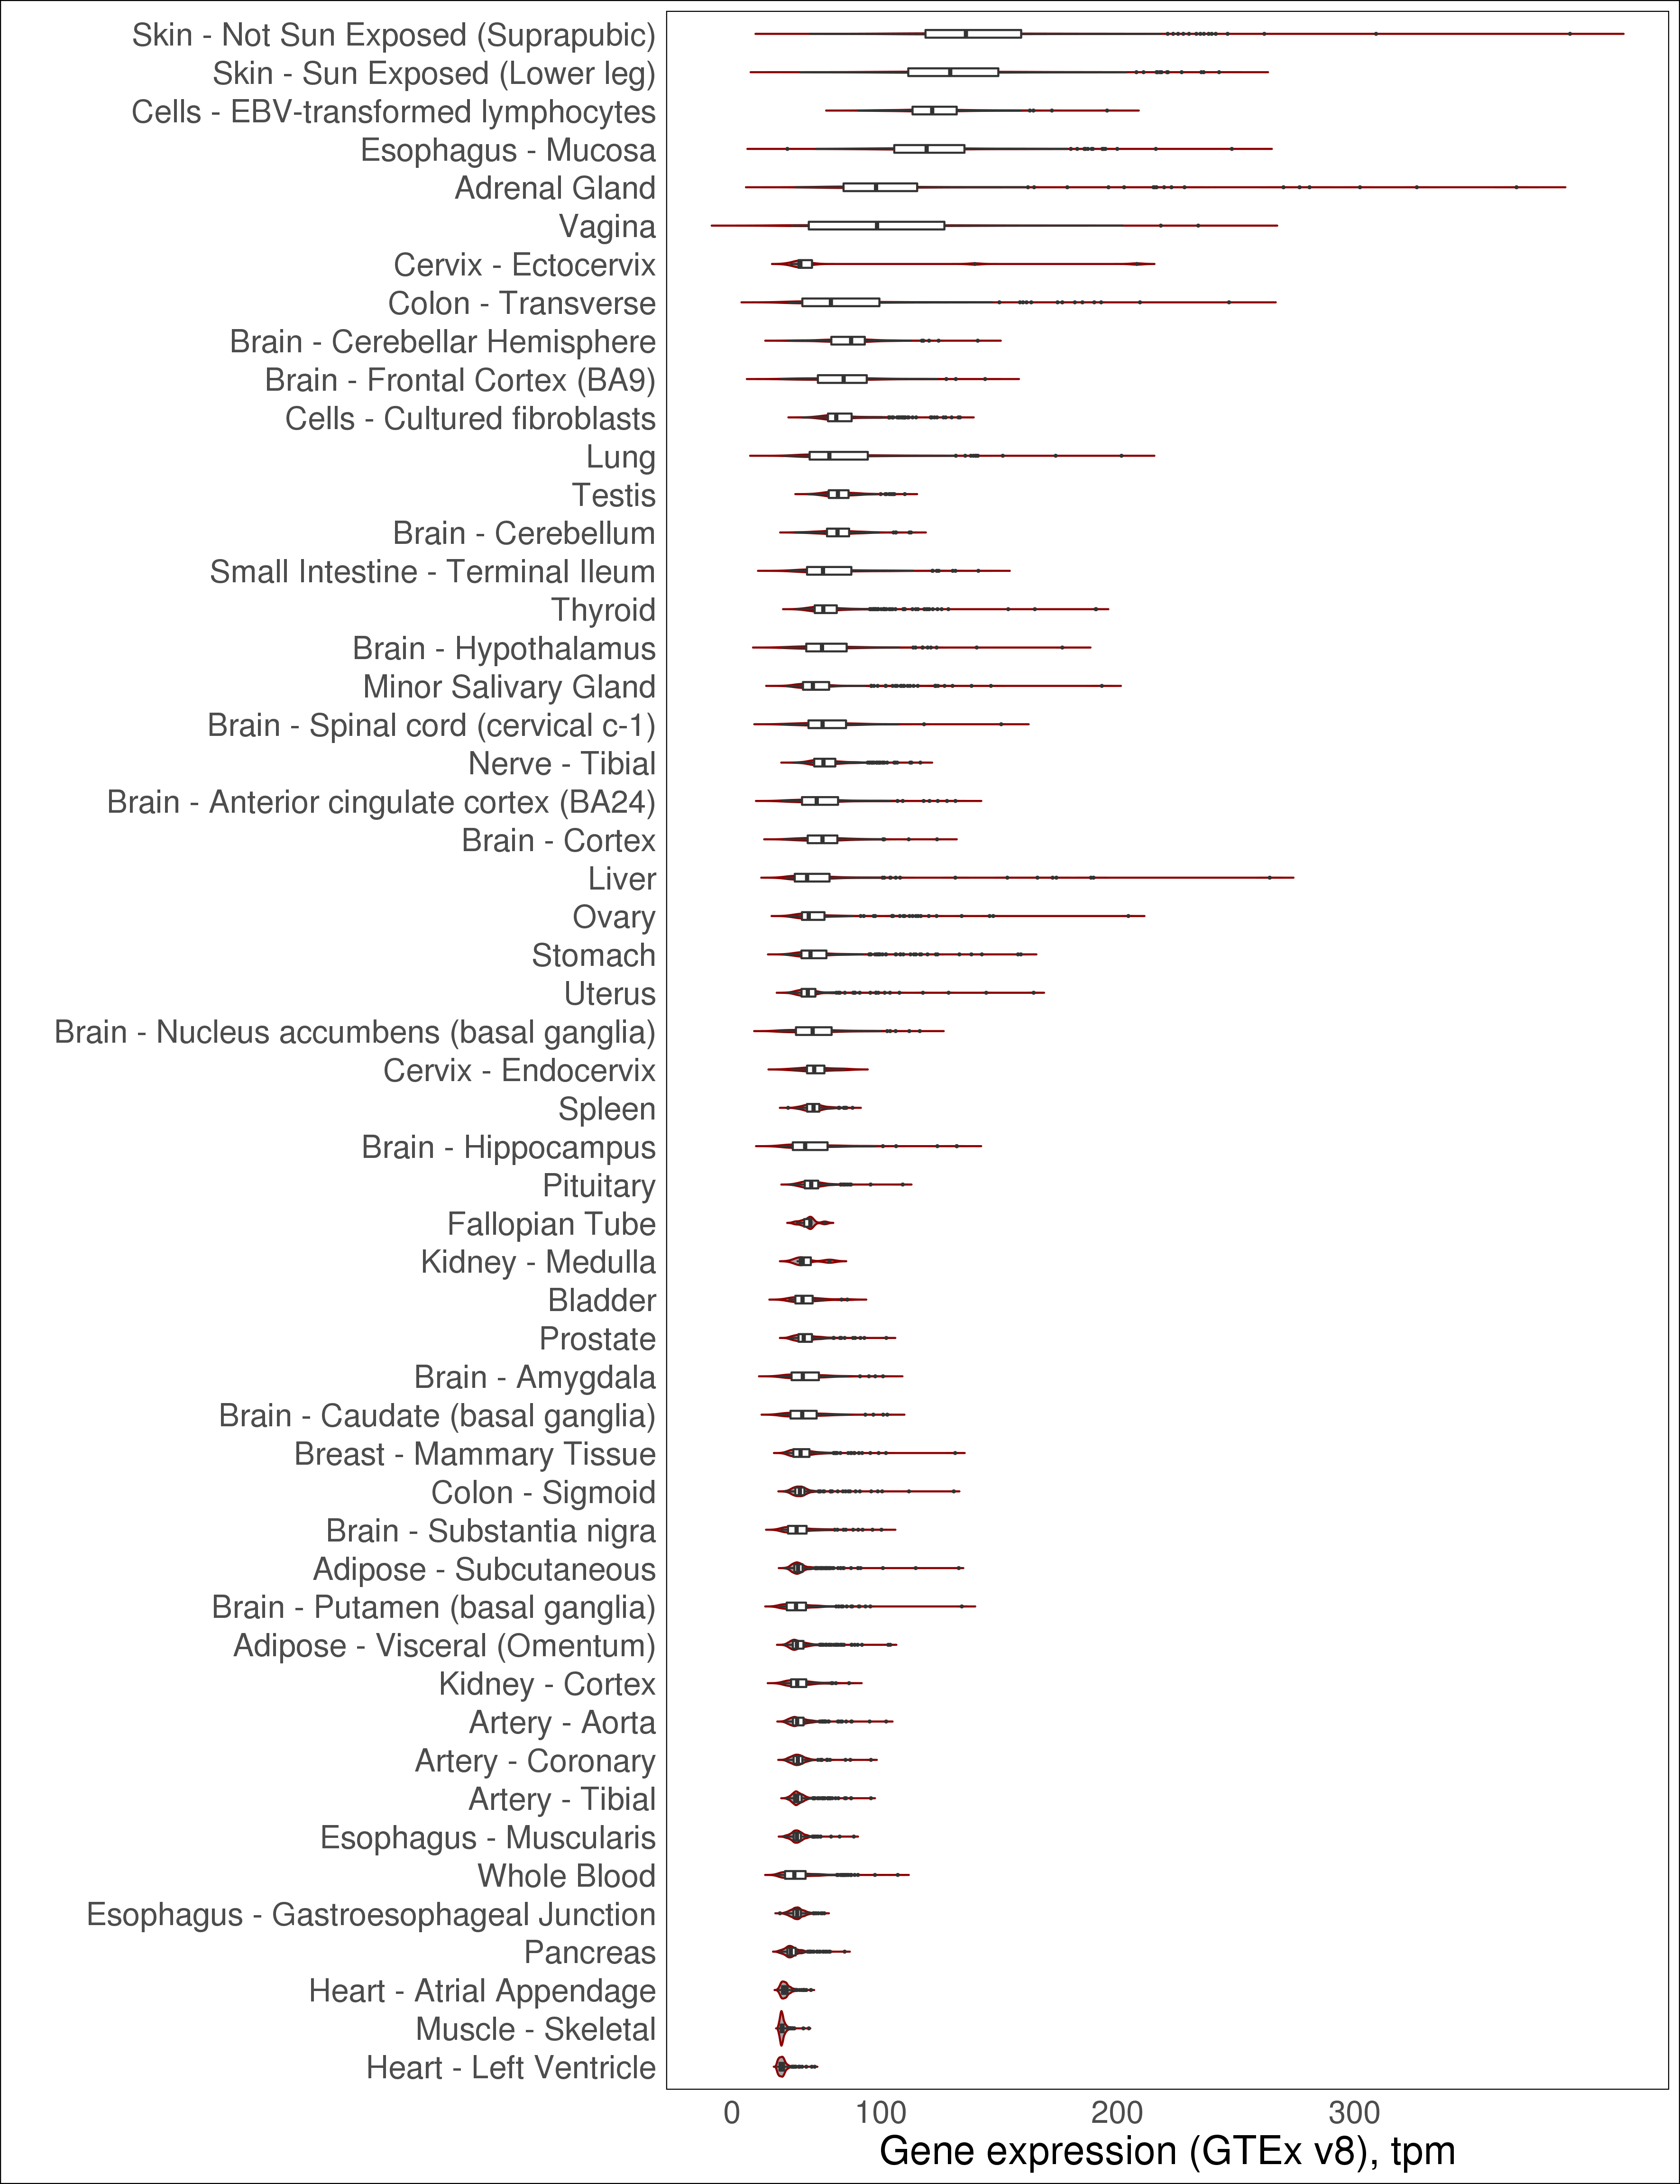 Skin - Not Sun Exposed (Suprapubic)
Skin - Sun Exposed (Lower leg)
Cells - EBV-transformed lymphocytes
Esophagus - Mucosa
Adrenal Gland
Vagina
Cervix - Ectocervix
Colon - Transverse
Brain - Cerebellar Hemisphere
Brain - Frontal Cortex (BA9)
Cells - Cultured fibroblasts
Lung
Testis
Brain - Cerebellum
Small Intestine - Terminal Ileum
Thyroid
Brain - Hypothalamus
Minor Salivary Gland
Brain - Spinal cord (cervical c-1)
Nerve - Tibial
Brain - Anterior cingulate cortex (BA24)
Brain - Cortex
Liver
Ovary
Stomach
Uterus
Brain - Nucleus accumbens (basal ganglia)
Cervix - Endocervix
Spleen
Brain - Hippocampus
Pituitary
Fallopian Tube
Kidney - Medulla
Bladder
Prostate
Brain - Amygdala
Brain - Caudate (basal ganglia)
Breast - Mammary Tissue
Colon - Sigmoid
Brain - Substantia nigra
Adipose - Subcutaneous
Brain - Putamen (basal ganglia)
Adipose - Visceral (Omentum)
Kidney - Cortex
Artery - Aorta
Artery - Coronary
Artery - Tibial
Esophagus - Muscularis
Whole Blood
Esophagus - Gastroesophageal Junction
Pancreas
Heart - Atrial Appendage
Muscle - Skeletal
Heart - Left Ventricle
0 100 200 300
Gene expression (GTEx v8), tpm